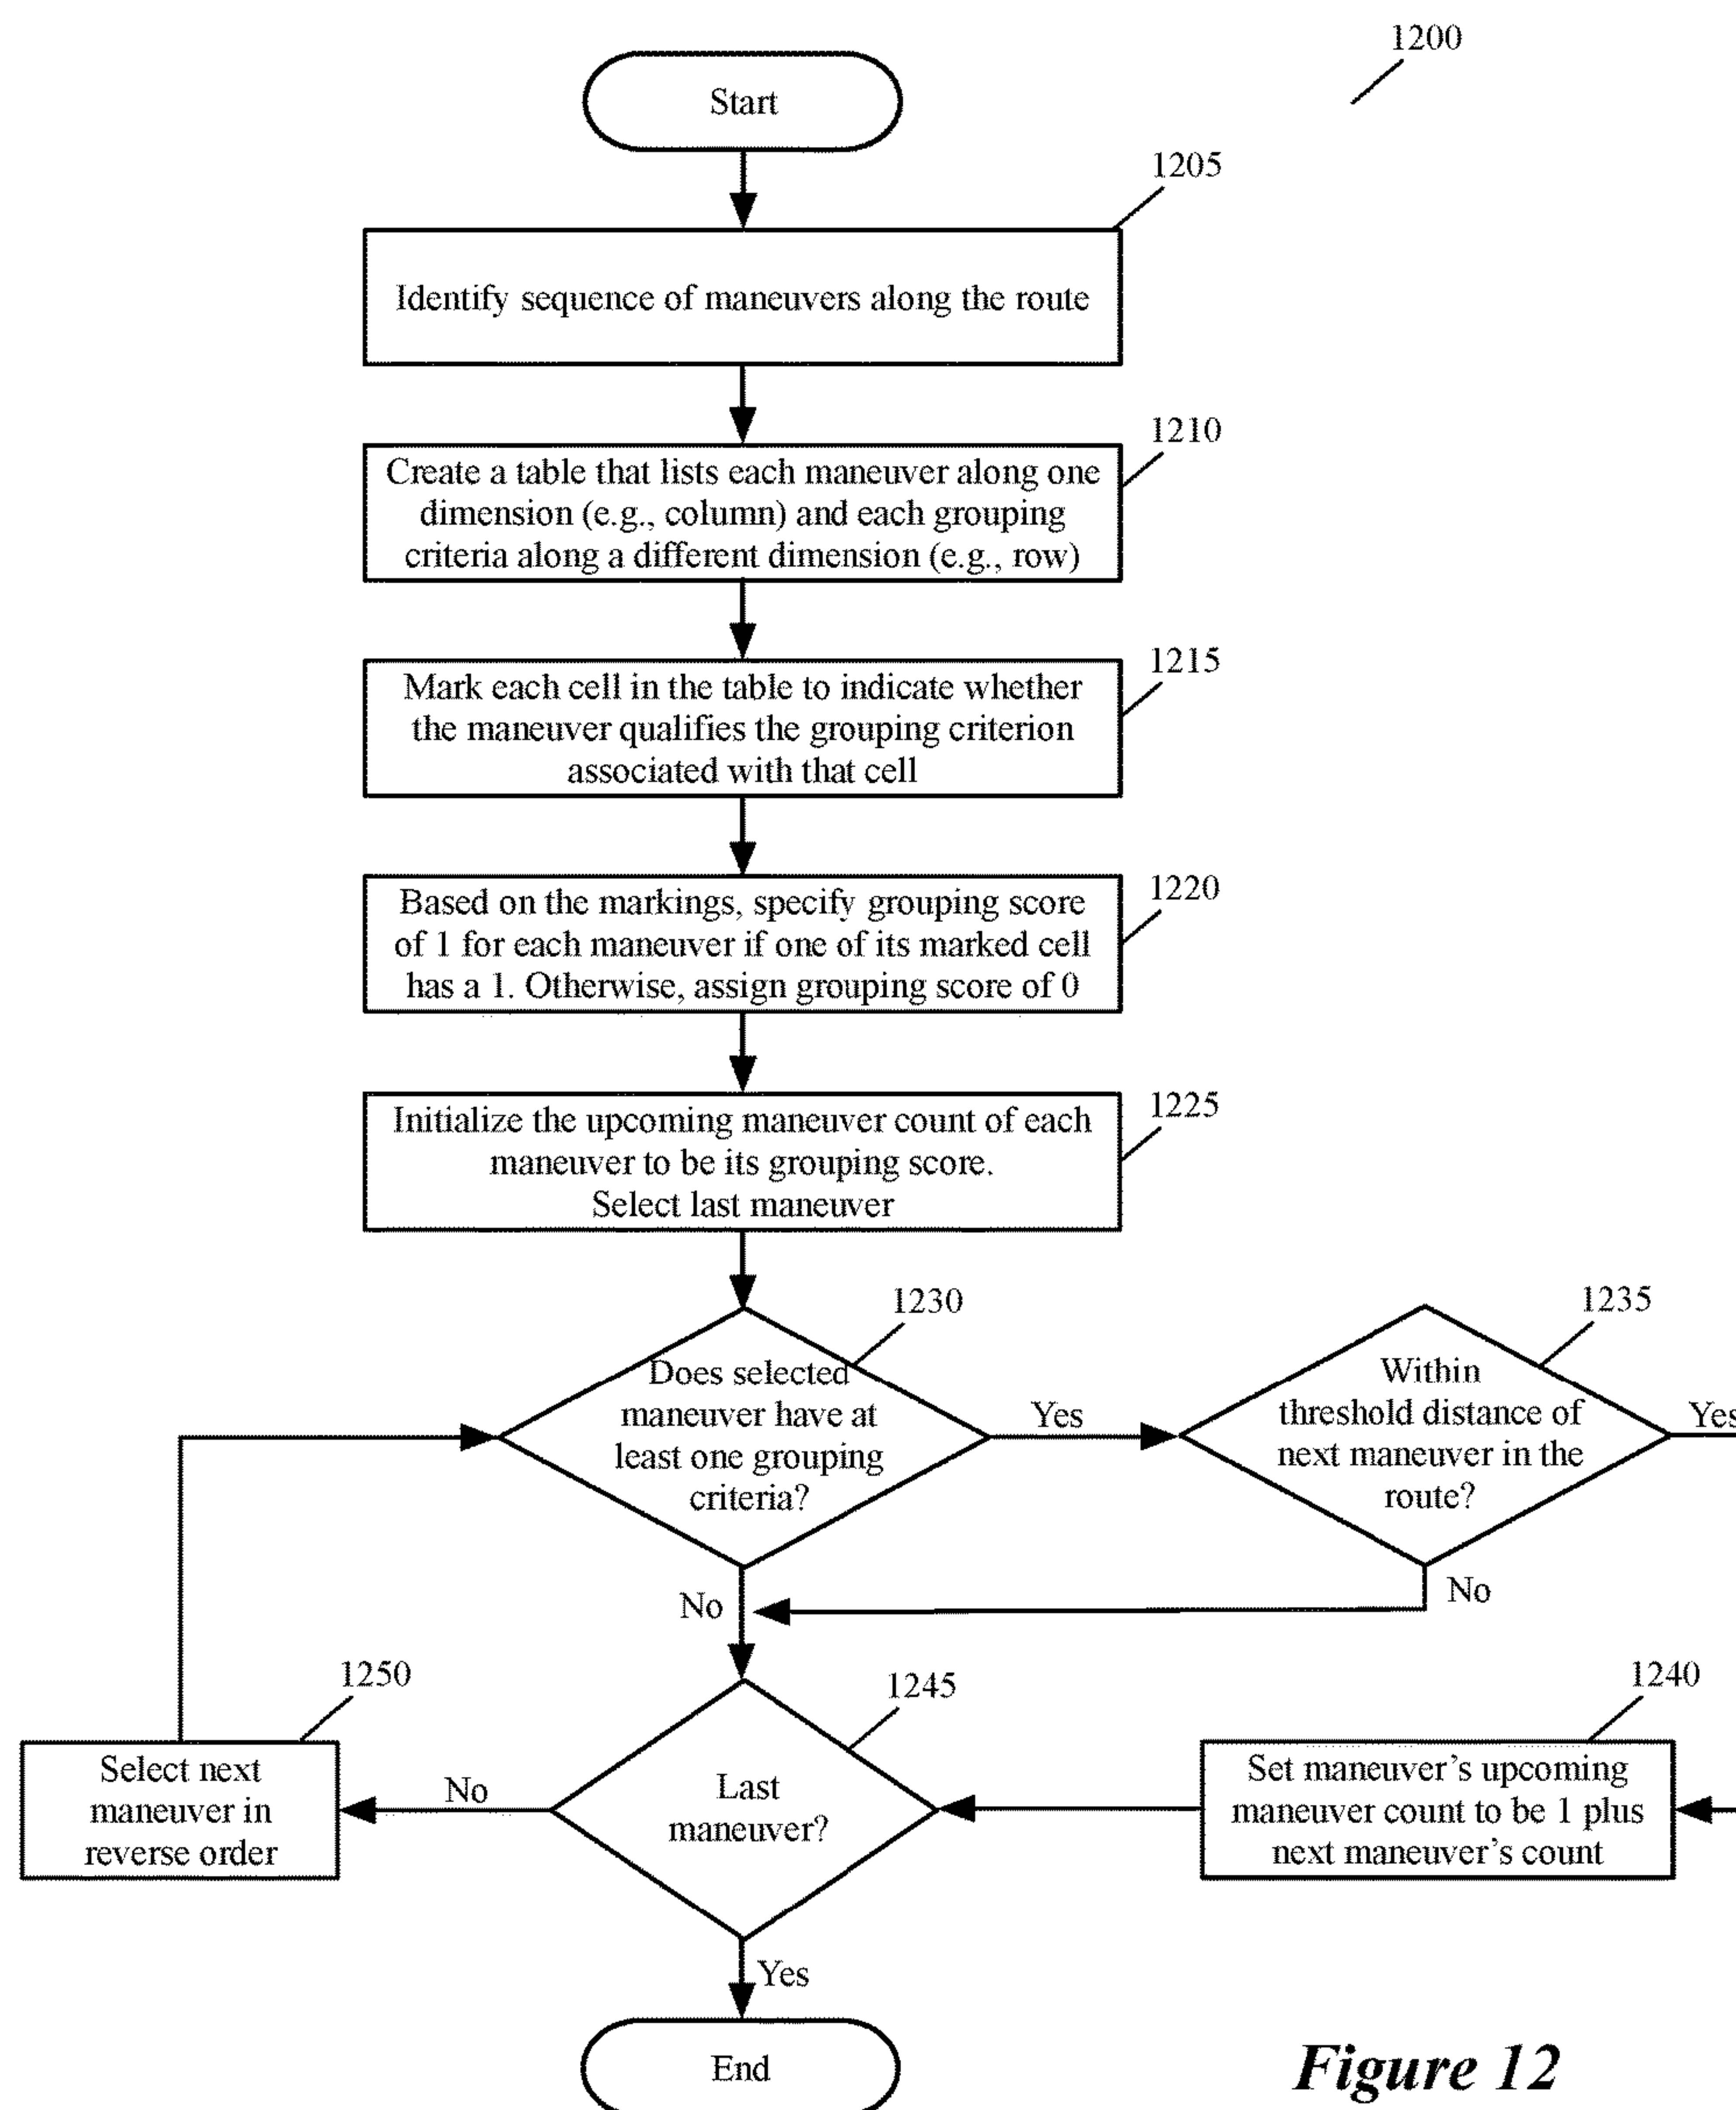 1200
Start
1205
Identify sequence of maneuvers along the route
1210
Create a table that lists each maneuver along one
dimension (e.g., column) and each grouping
criteria along a different dimension (e.g., row)
1215
Mark each cell in the table to indicate whether
the maneuver qualifies the grouping criterion
associated with that cell
1220
Based on the markings, specify grouping score
of 1 for each maneuver if one of its marked cell
has a 1. Otherwise, assign grouping score of 0
1225
Initialize the upcoming maneuver count of each
maneuver to be its grouping score.
Select last maneuver
1230
Does selected
maneuver have at
least one grouping
criteria?
Yes
1235
Within
threshold distance of
next maneuver in the
route?
Yes
No
No
1250
Select next
maneuver in
reverse order
No
1245
Last
maneuver?
1240
Set maneuver's upcoming
maneuver count to be 1 plus
next maneuver's count
Yes
End
Figure 12